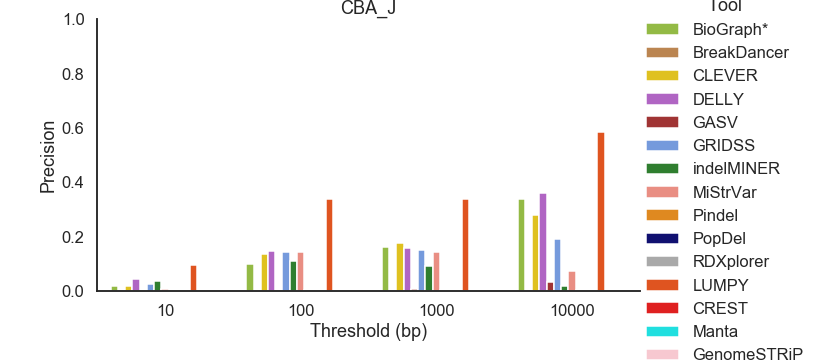 CBA_J
Tool
1.0
0.8
0.6
0.4
0.2
0.0
Precision
10
100
1000
10000
Threshold (bp)
BioGraph*
BreakDancer
CLEVER
DELLY
GASV
GRIDSS
indelMINER
MiStrVar
Pindel
PopDel
RDXplorer
LUMPY
CREST
Manta
GenomeSTRiP